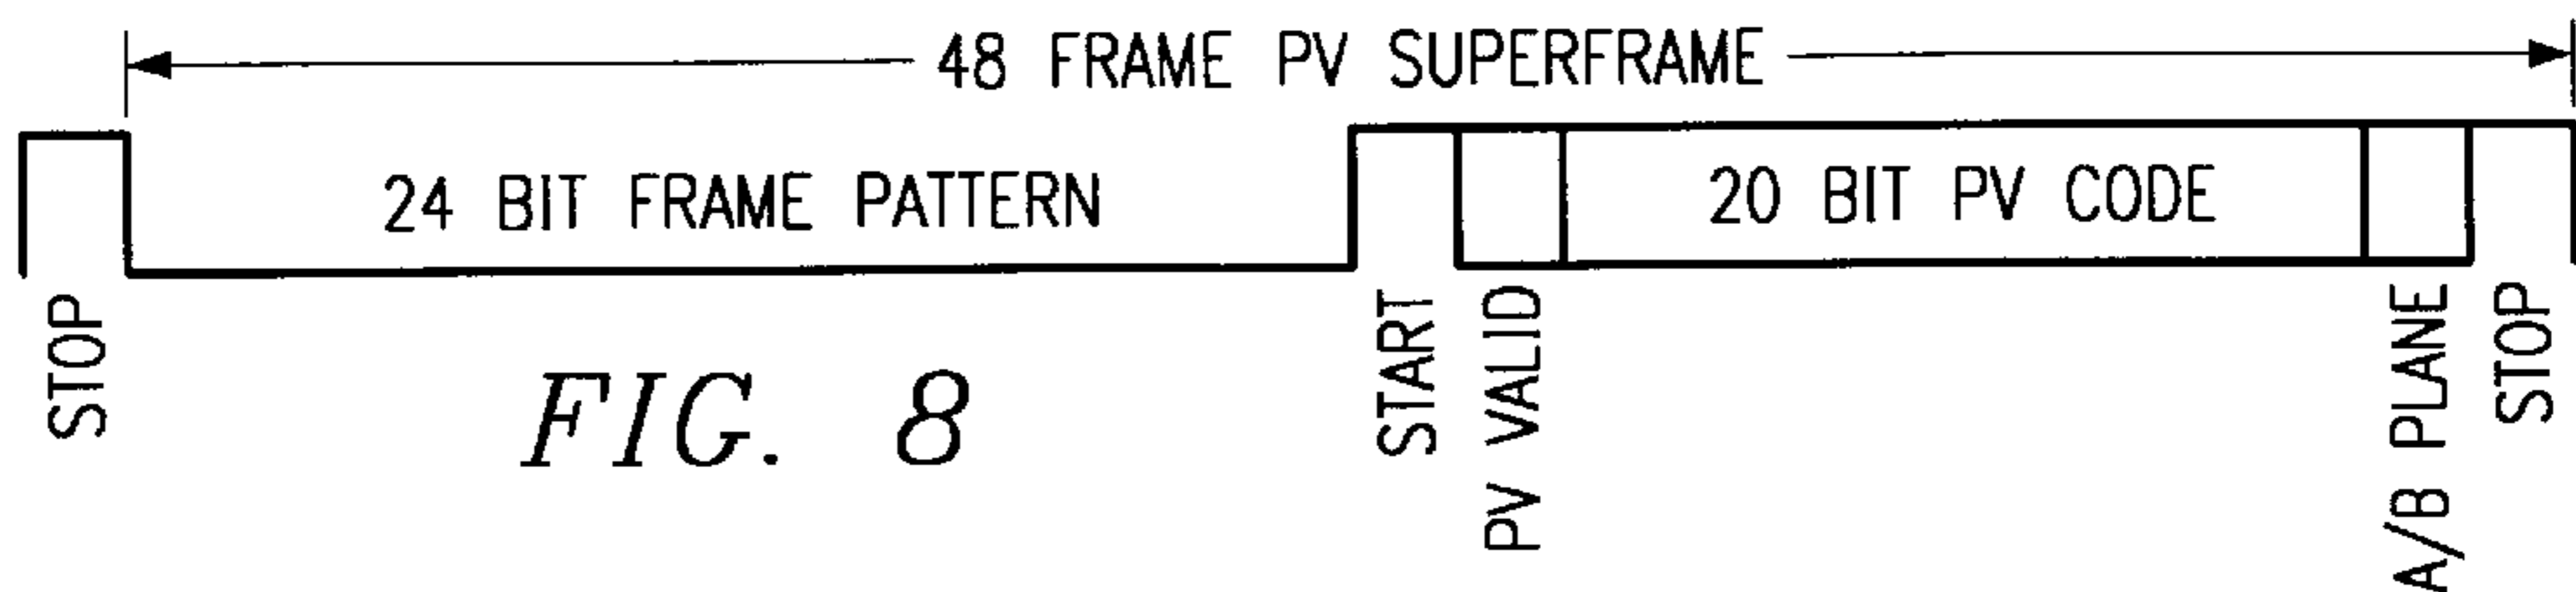 48 FRAME PV SUPERFRAME
24 BIT FRAME PATTERN
20 BIT PV CODE
STOP
START
PV VALID
A/B PLANE
STOP
FIG. 8